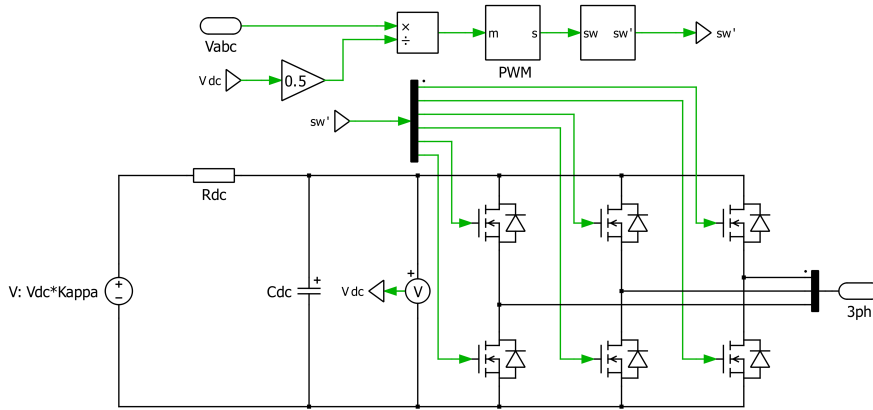 Vabc
×
÷
m
s
sw
sw'
sw'
Vdc
0.5
PWM
sw'
Rdc
V: Vdc*Kappa
+
−
Cdc
+
Vdc
+
V
3ph